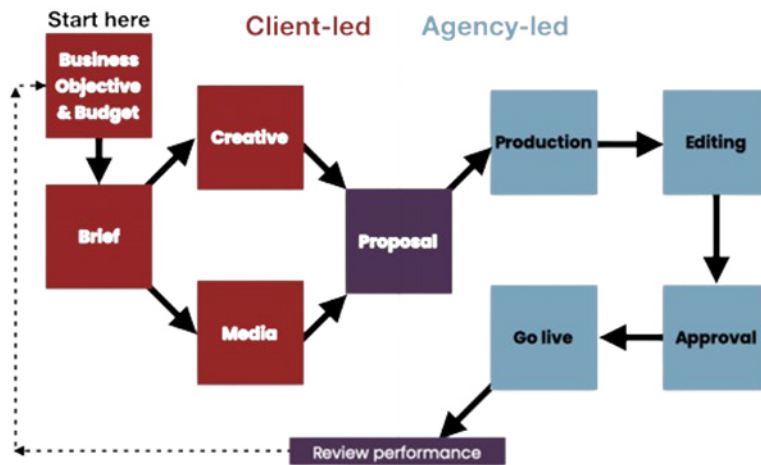 Start here
Client-led
Agency-led
Business
Objective
& Budget
Creative
Production
Editing
Brief
Proposal
Media
Go live
Approval
Review performance